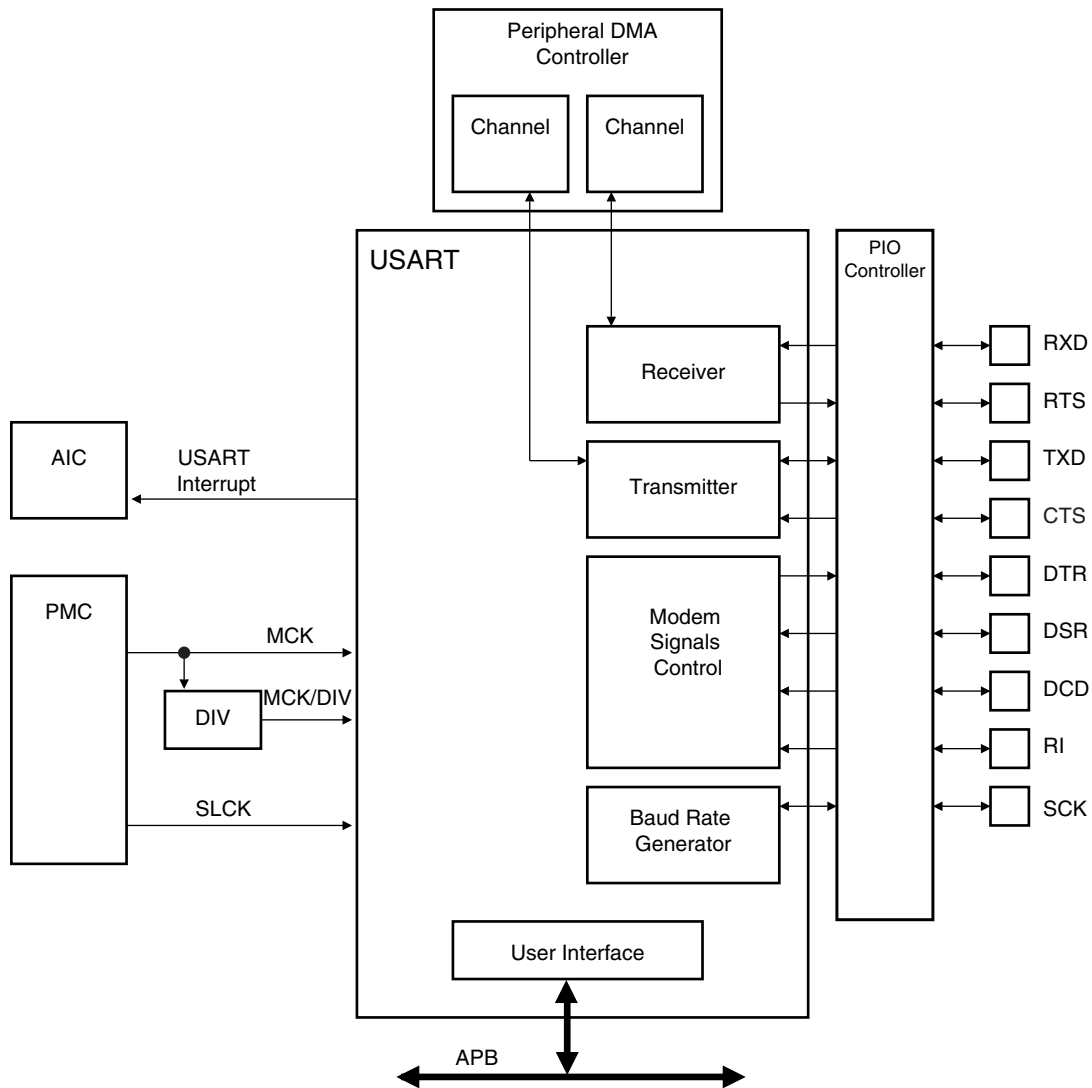 Peripheral DMA
Controller
Channel
Channel
USART
PIO
Controller
Receiver
RXD
RTS
AIC
USART
Interrupt
Transmitter
TXD
CTS
PMC
MCK
DIV
MCK/DIV
SLCK
Modem
Signals
Control
DTR
DSR
DCD
RI
Baud Rate
Generator
SCK
User Interface
APB